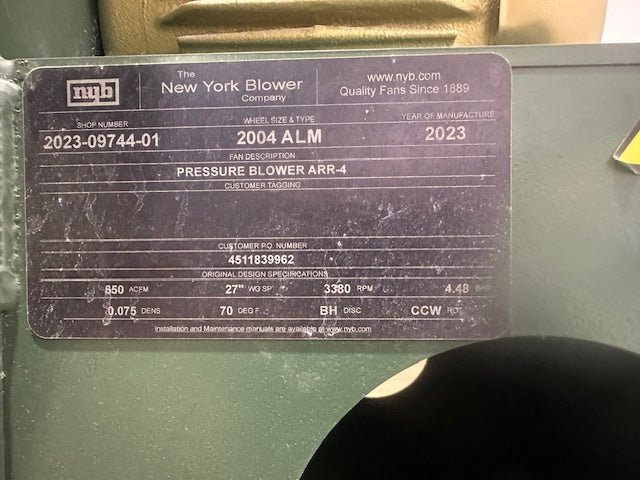 nyb
The
New York Blower
Company
www.nyb.com
Quality Fans Since 1889
SHOP NUMBER
WHEEL SIZE & TYPE
YEAR OF MANUFACTURE
2023-09744-01
2004 ALM
2023
FAN DESCRIPTION
PRESSURE BLOWER ARR-4
CUSTOMER TAGGING
CUSTOMER P.O. NUMBER
4511839962
ORIGINAL DESIGN SPECIFICATIONS
650 ACFM 27" WG SP 3380 RPM 4.48 BHP
0.075 DENS 70 DEG F BH DISC CCW ROT
Installation and Maintenance manuals are available at www.nyb.com